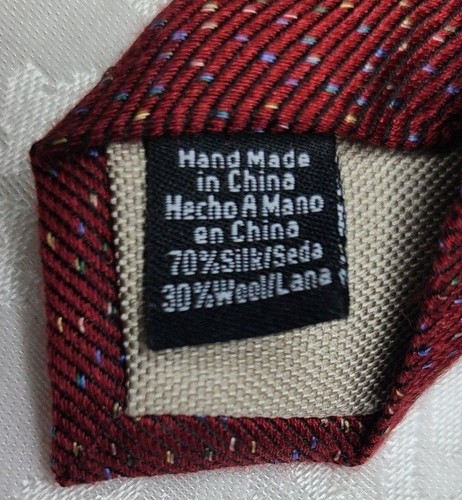 Hand Made
in China
Hecho A Mano
en China
70%Silk/Seda
30%Wool/Lana